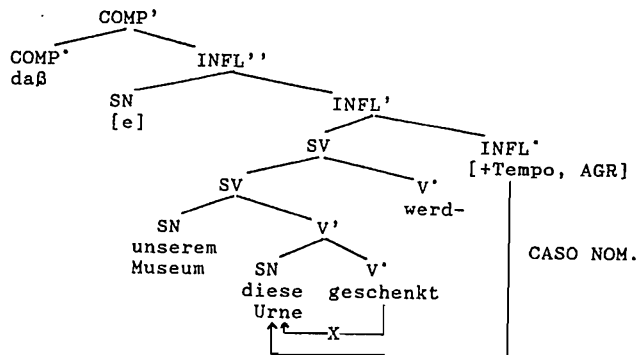 COMP'
COMP°
daß
INFL''
SN
[e]
INFL'
SV
INFL°
[+Tempo, AGR]
SV
V°
werd-
SN
unserem
Museum
V'
CASO NOM.
SN
diese
Urne
V°
geschenkt
X